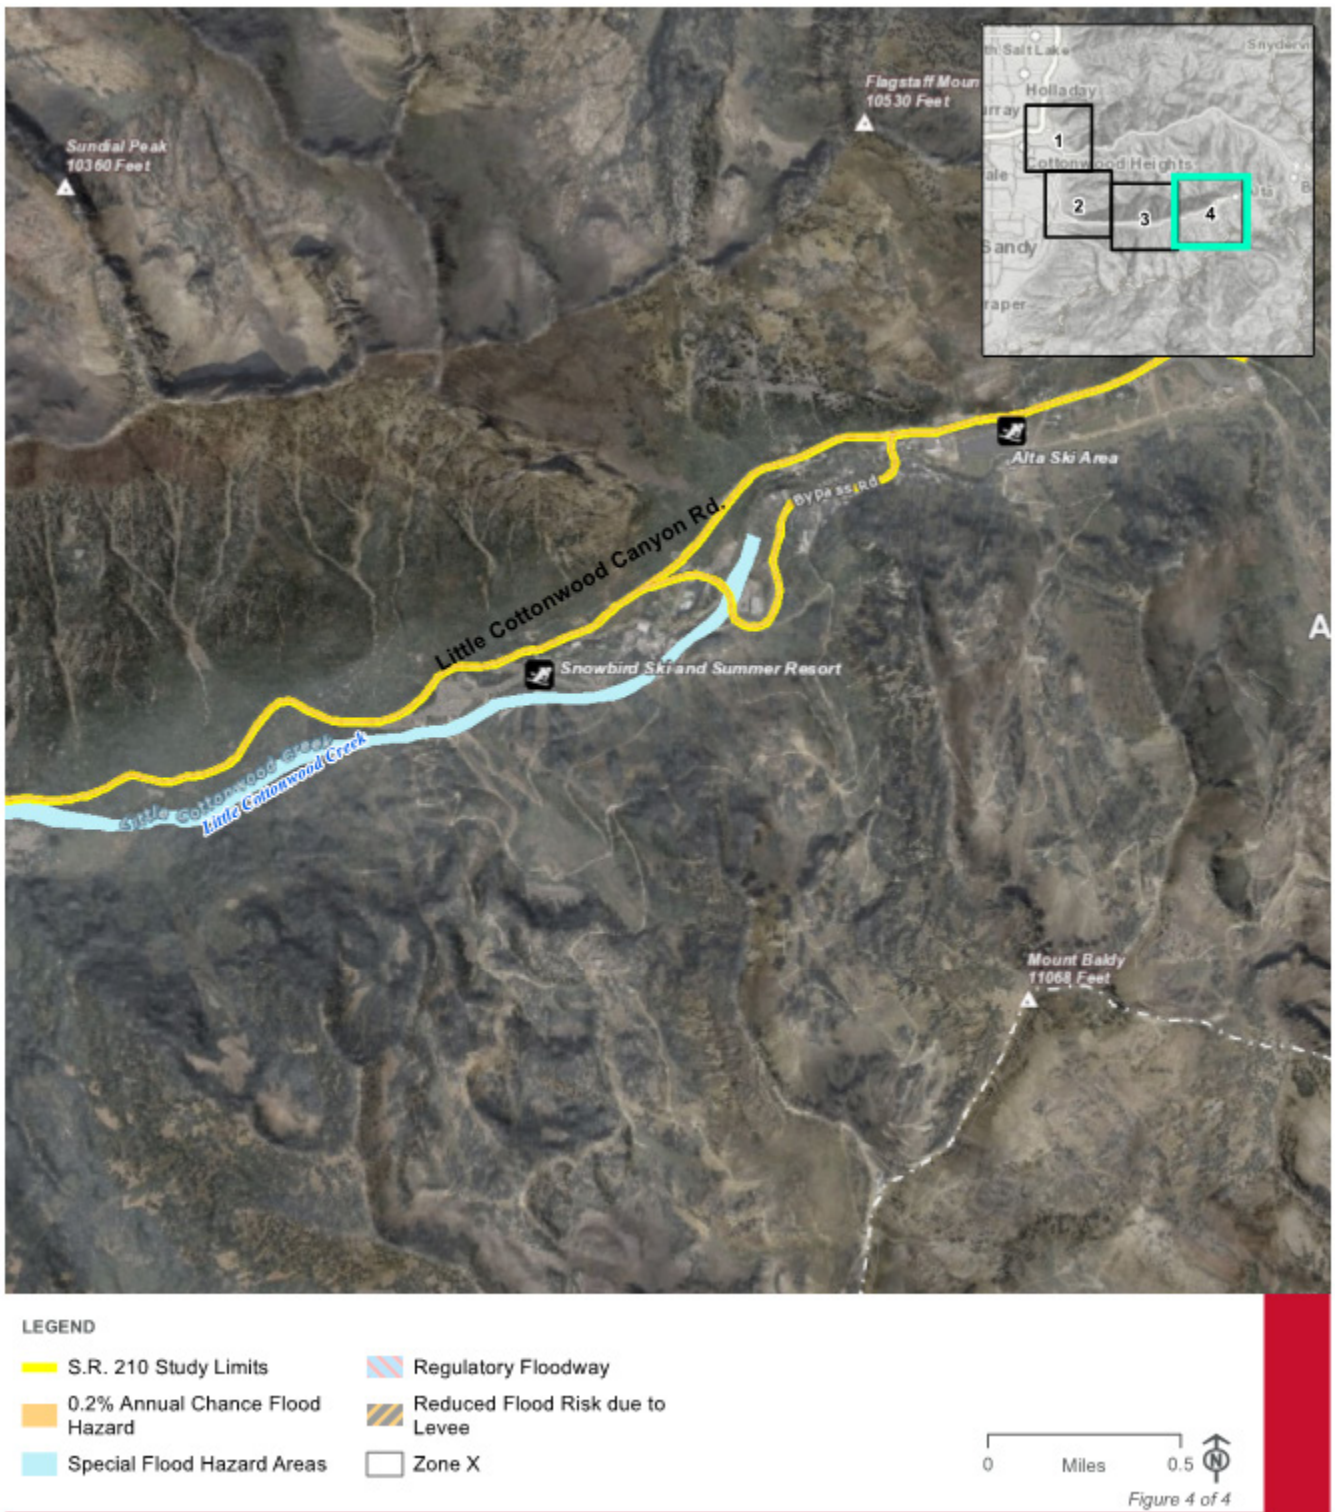 Sundial Peak
10360 Feet
Flagstaff Moun
10530 Feet
th Salt Lake
Snydervi
Holladay
urray
1
Cottonwood Heights
ale
2
3
4
Sandy
raper
Alta Ski Area
Bypass Rd
Little Cottonwood Canyon Rd.
A
Snowbird Ski and Summer Resort
Little Cottonwood Creek
Little Cottonwood Creek
Mount Baldy
11068 Feet
LEGEND
S.R. 210 Study Limits
Regulatory Floodway
0.2% Annual Chance Flood
Hazard
Reduced Flood Risk due to
Levee
Special Flood Hazard Areas
Zone X
0 Miles 0.5
N
Figure 4 of 4